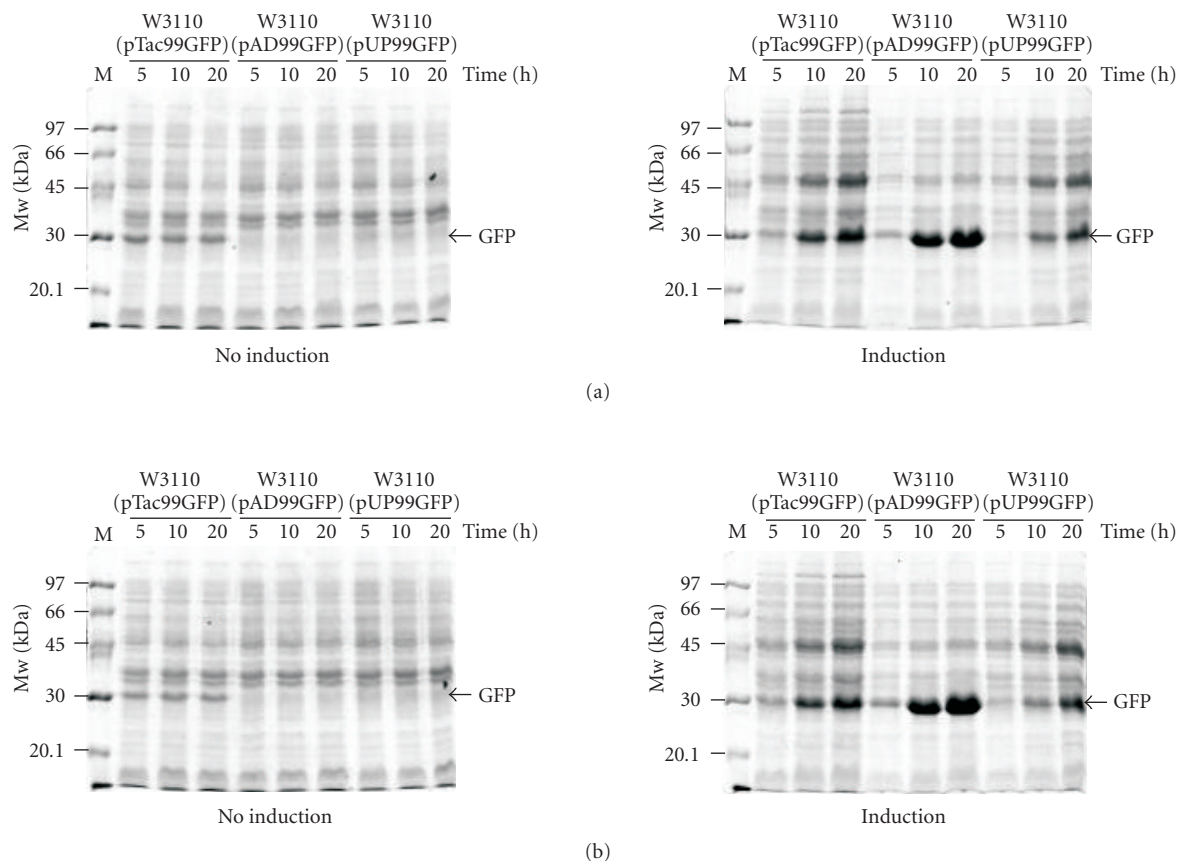 W3110 W3110 W3110
(pTac99GFP) (pAD99GFP) (pUP99GFP)
M 5 10 20 5 10 20 5 10 20 Time (h)
Mw (kDa)
97
66
45
30
20.1
GFP
No induction
W3110 W3110 W3110
(pTac99GFP) (pAD99GFP) (pUP99GFP)
M 5 10 20 5 10 20 5 10 20 Time (h)
Mw (kDa)
97
66
45
30
20.1
GFP
Induction
(a)
W3110 W3110 W3110
(pTac99GFP) (pAD99GFP) (pUP99GFP)
M 5 10 20 5 10 20 5 10 20 Time (h)
Mw (kDa)
97
66
45
30
20.1
GFP
No induction
W3110 W3110 W3110
(pTac99GFP) (pAD99GFP) (pUP99GFP)
M 5 10 20 5 10 20 5 10 20 Time (h)
Mw (kDa)
97
66
45
30
20.1
GFP
Induction
(b)